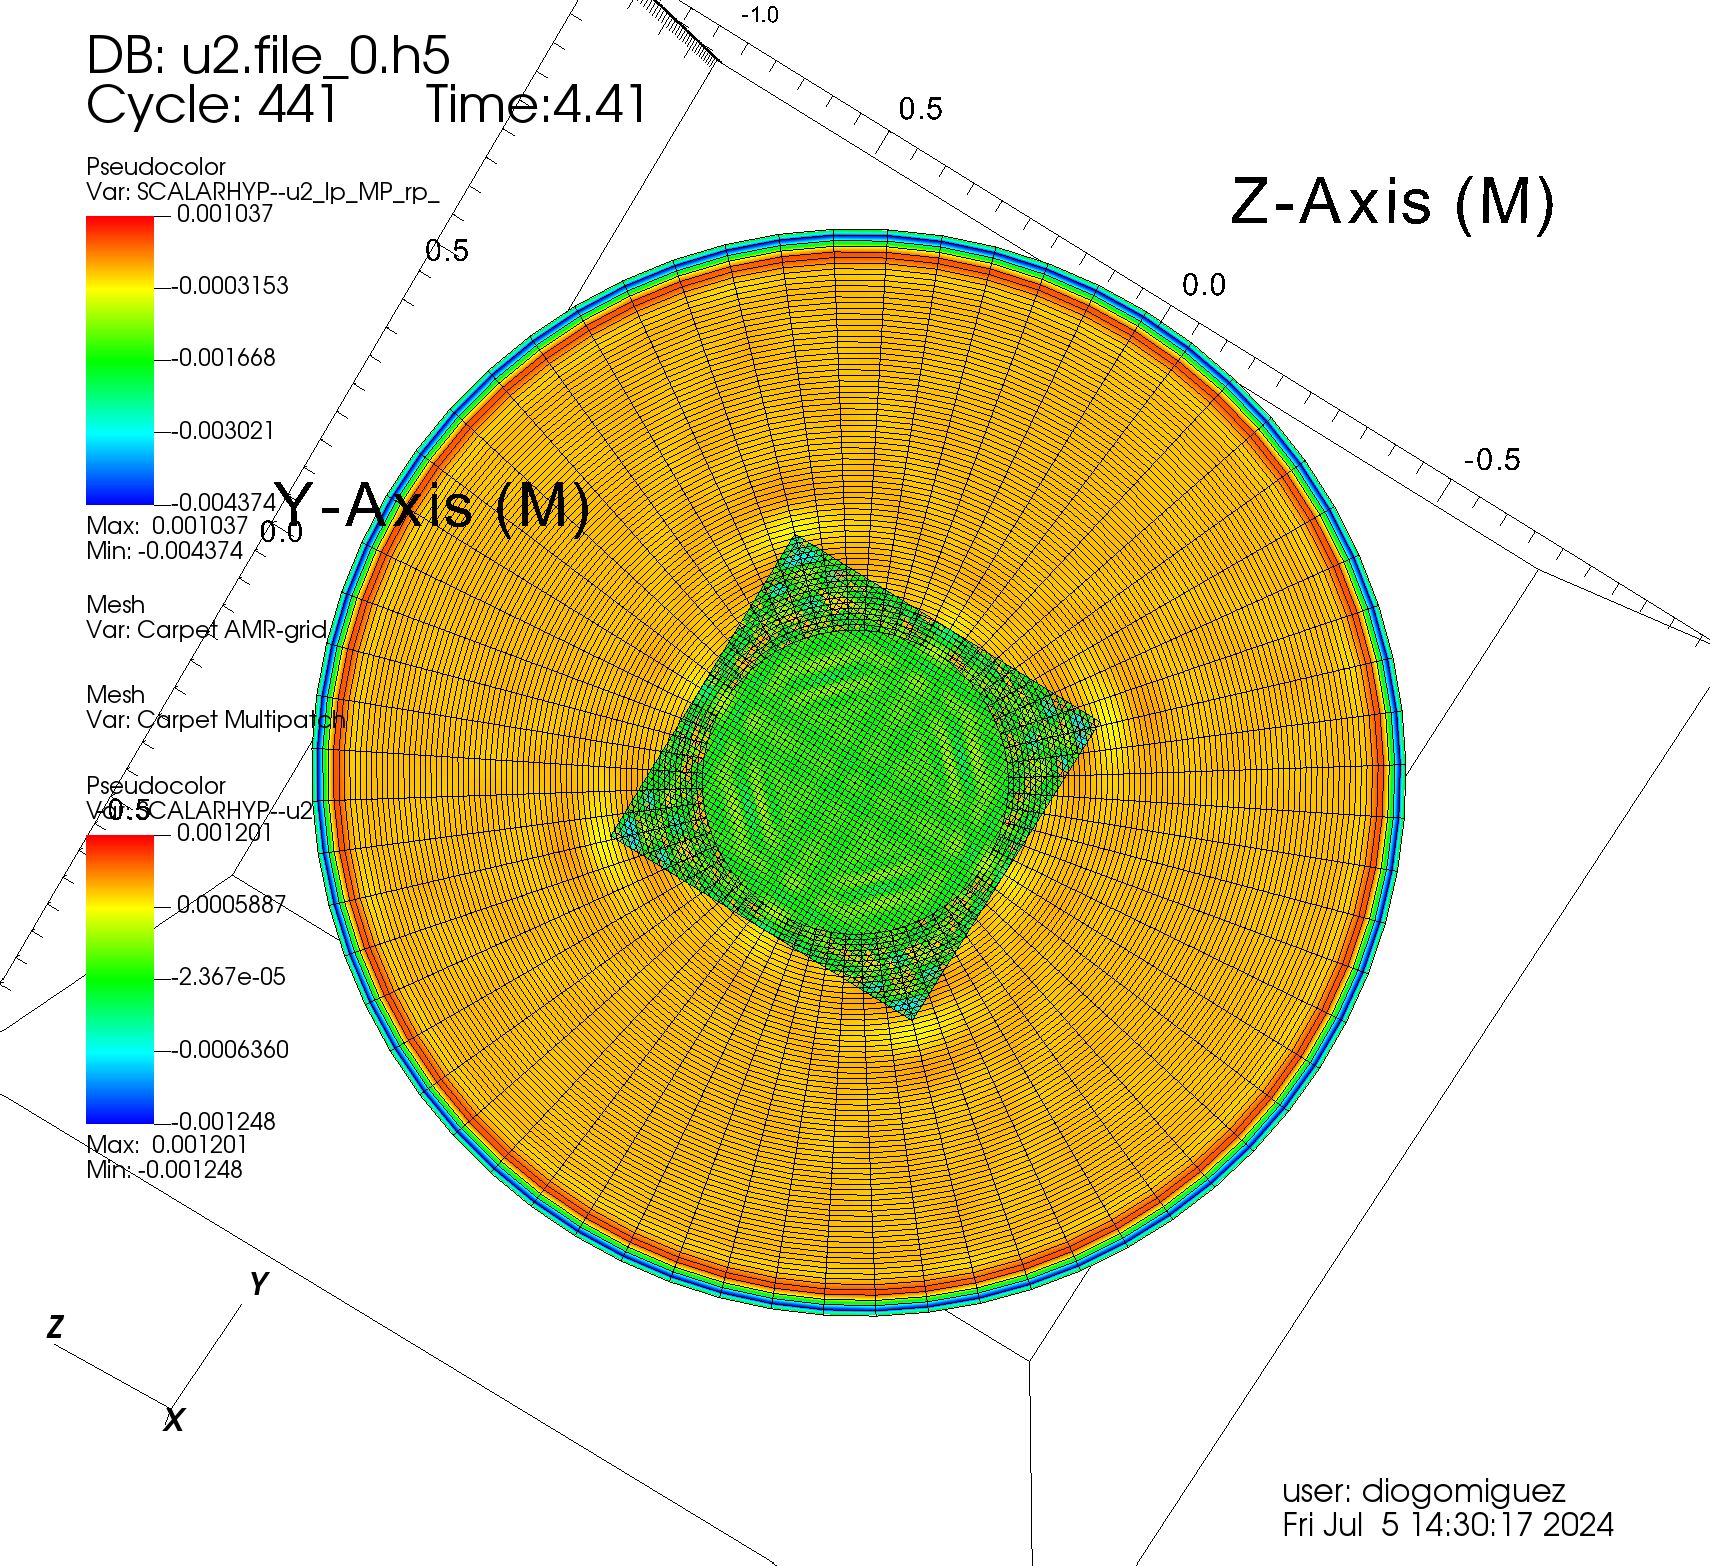 DB: u2.file_0.h5
Cycle: 441 Time:4.41
Pseudocolor
Var: SCALARHYP--u2_lp_MP_rp_
0.001037
-0.0003153
-0.001668
-0.003021
-0.004374
Max: 0.001037
Min: -0.004374
Mesh
Var: Carpet AMR-grid
Mesh
Var: Carpet Multipatch
Pseudocolor
Var: SCALARHYP--u2
0.001201
0.0005887
-2.367e-05
-0.0006360
-0.001248
Max: 0.001201
Min: -0.001248
-1.0
0.5
Z-Axis (M)
0.0
-0.5
0.5
Y-Axis (M)
0.0
-0.5
Y
Z
X
user: diogomiguez
Fri Jul 5 14:30:17 2024